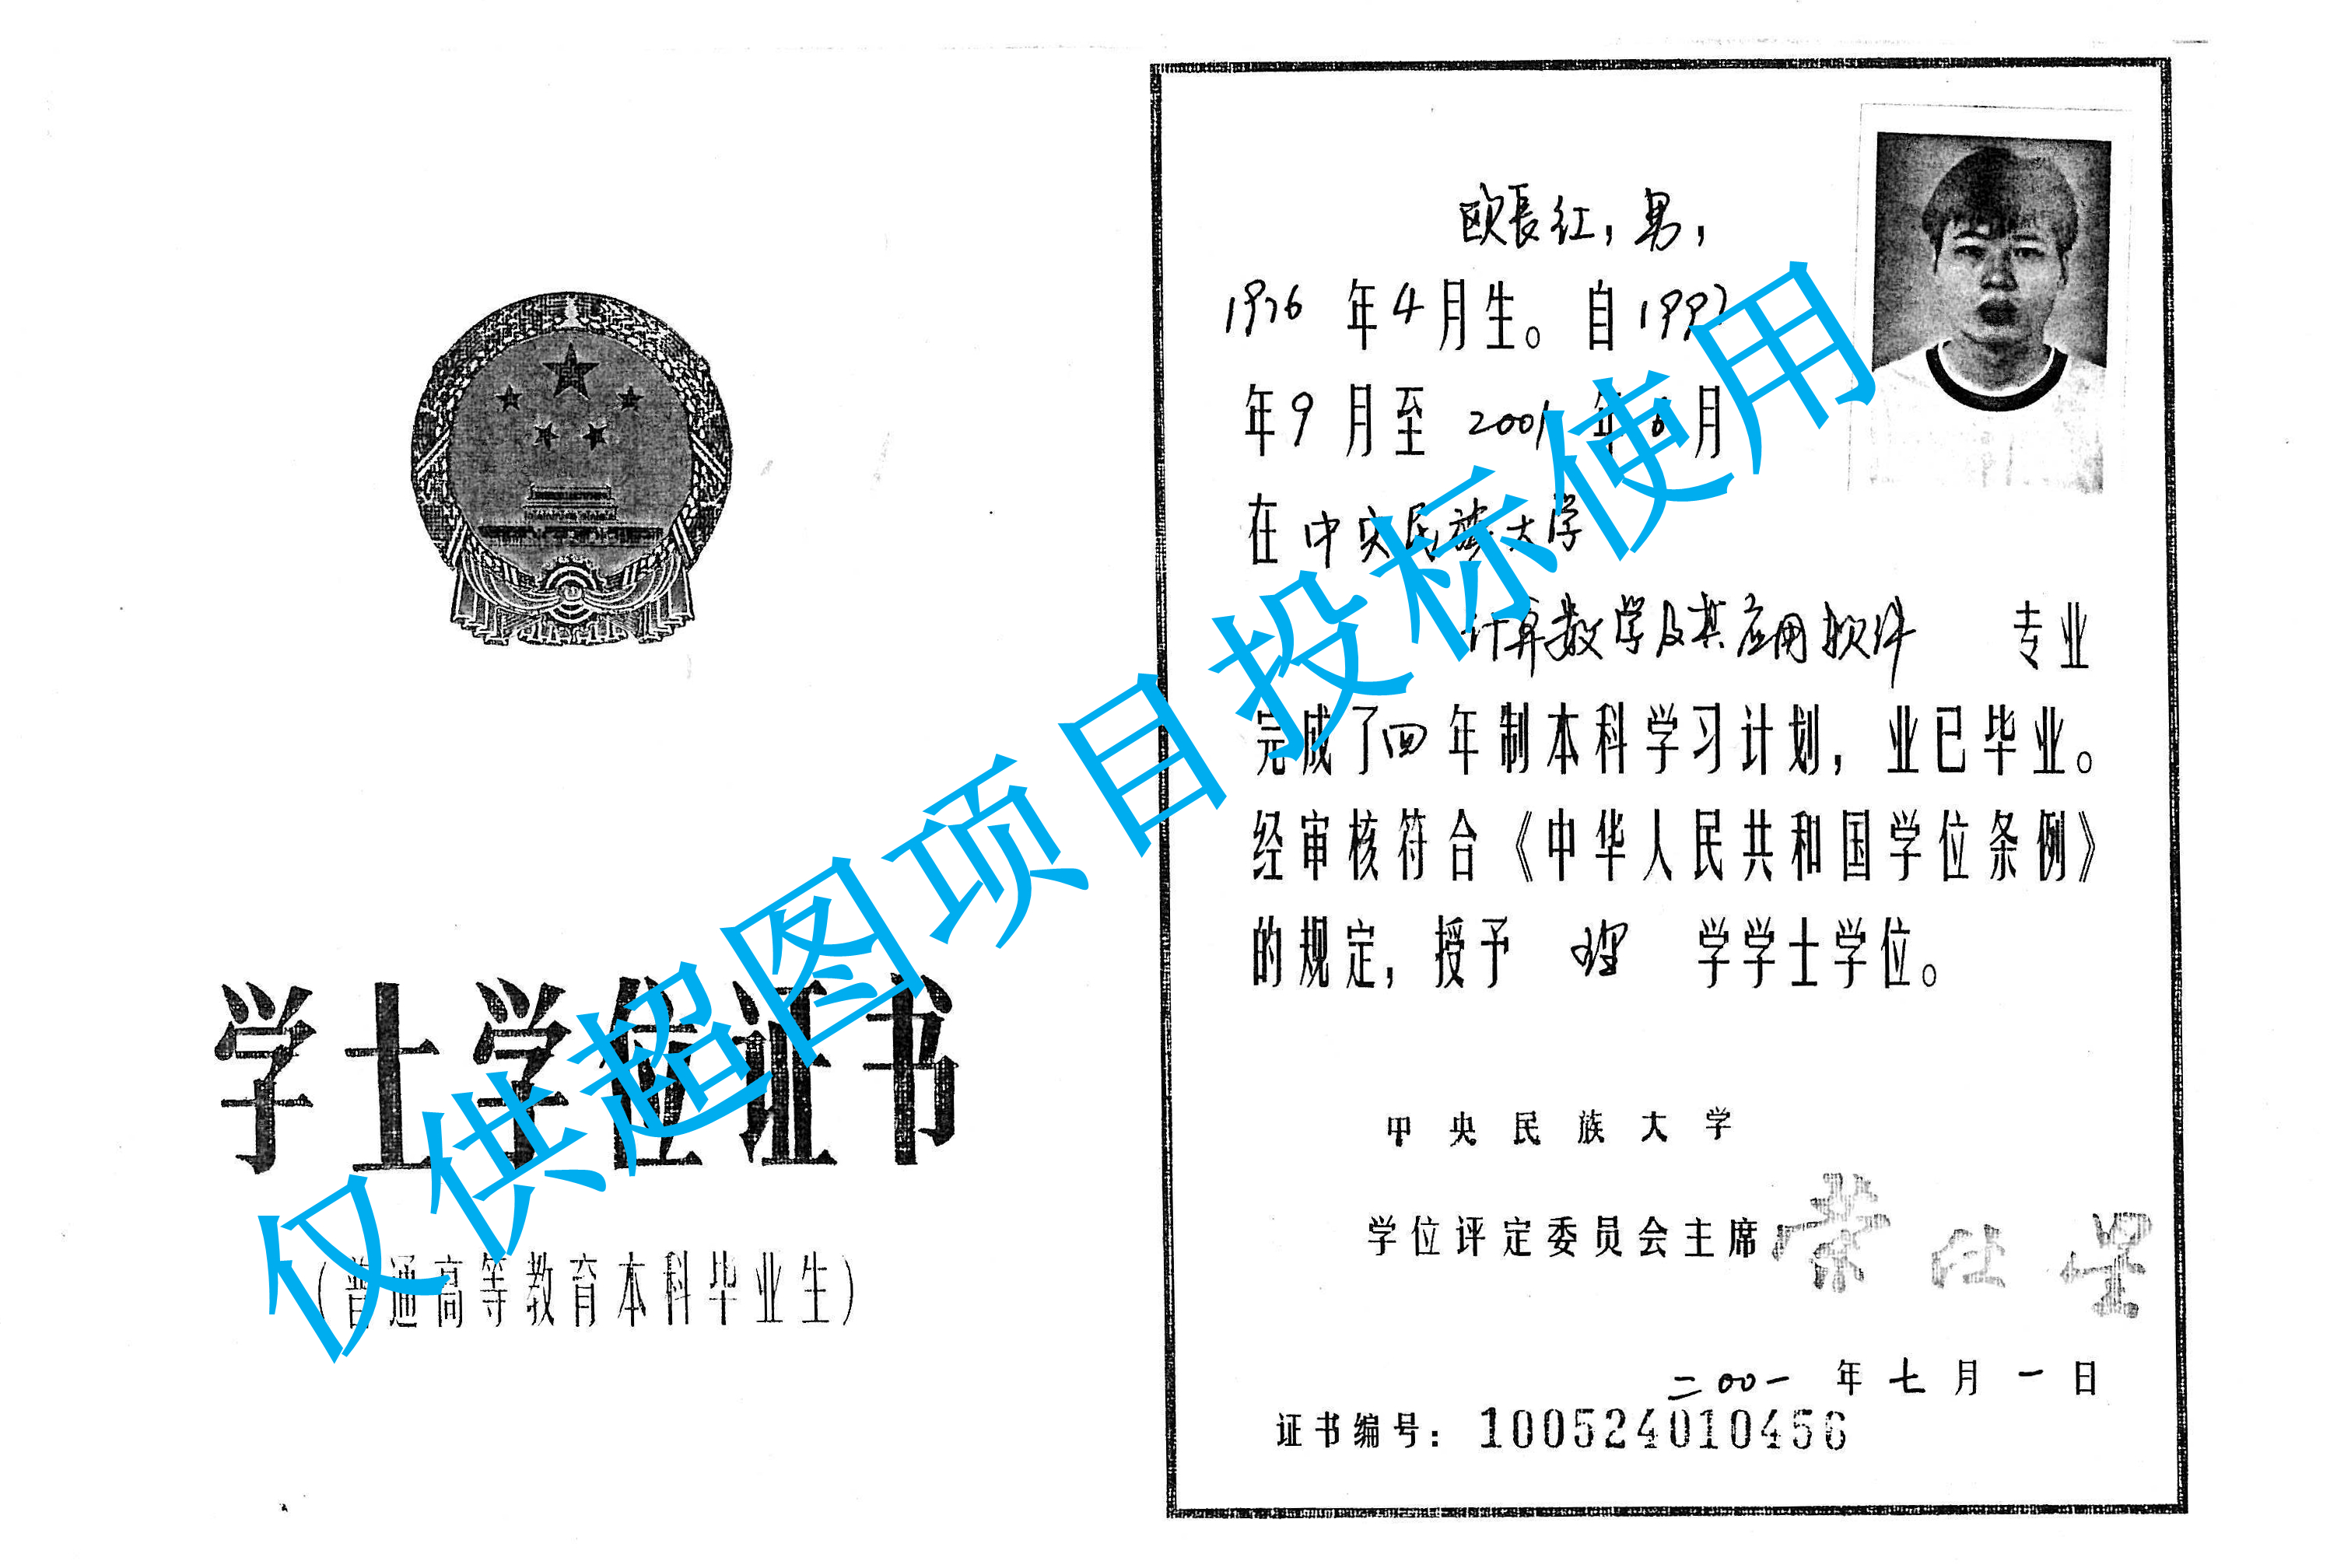 学士学位证书
(普通高等教育本科毕业生)
欧長红，男，
1976 年 4 月生。自 1997
年 9 月至 2001 年 6 月
在中央民族大学
计算数学及其应用软件 专业
完成了四年制本科学习计划，业已毕业。
经审核符合《中华人民共和国学位条例》
的规定，授予 理 学学士学位。
中央民族大学
学位评定委员会主席
荣仕星
二00一 年 七 月 一 日
证书编号：100524010456
仅供超图项目投标使用